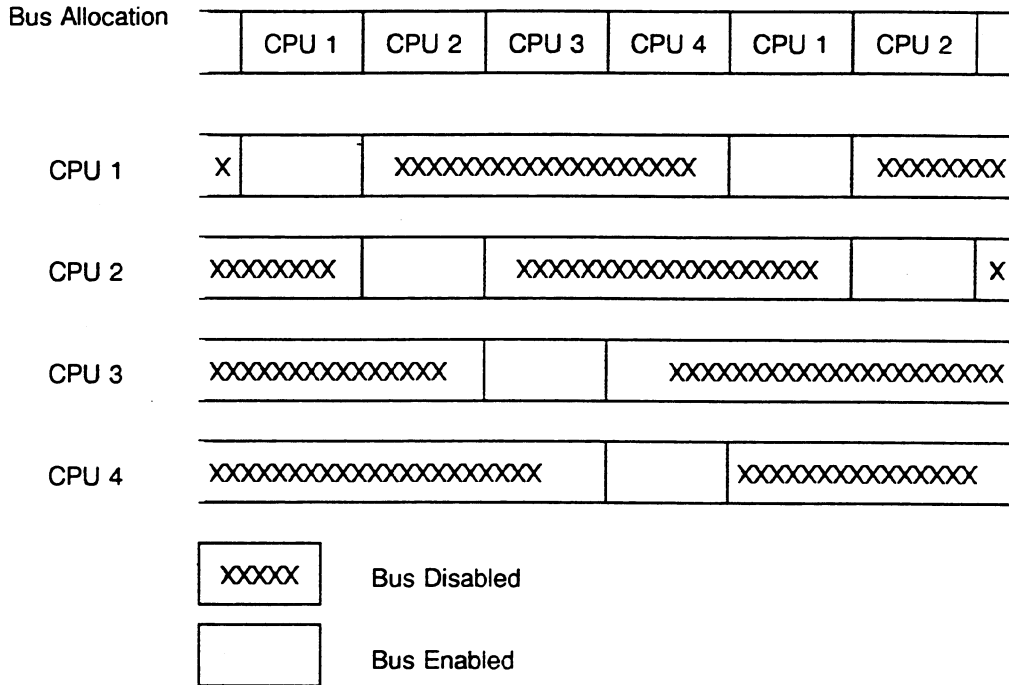 Bus Allocation
CPU 1 CPU 2 CPU 3 CPU 4 CPU 1 CPU 2
CPU 1 X XXXXXXXXXXXXXXXXXXX XXXXXXXX
CPU 2 XXXXXXXX XXXXXXXXXXXXXXXXXXX X
CPU 3 XXXXXXXXXXXXXXX XXXXXXXXXXXXXXXXXXXXX
CPU 4 XXXXXXXXXXXXXXXXXXXXX XXXXXXXXXXXXXXX
XXXXX Bus Disabled
Bus Enabled